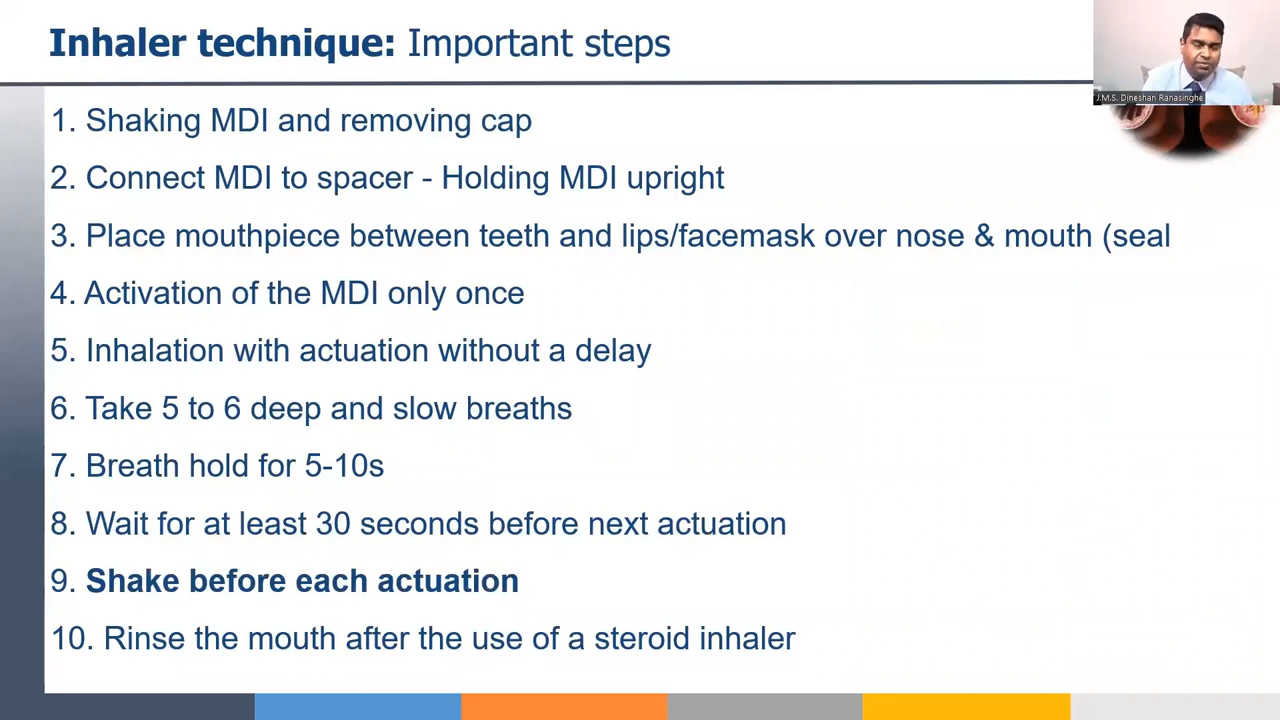 Inhaler technique: Important steps
J.M.S. Dineshan Ranasinghe
1. Shaking MDI and removing cap
2. Connect MDI to spacer - Holding MDI upright
3. Place mouthpiece between teeth and lips/facemask over nose & mouth (seal
4. Activation of the MDI only once
5. Inhalation with actuation without a delay
6. Take 5 to 6 deep and slow breaths
7. Breath hold for 5-10s
8. Wait for at least 30 seconds before next actuation
9. Shake before each actuation
10. Rinse the mouth after the use of a steroid inhaler